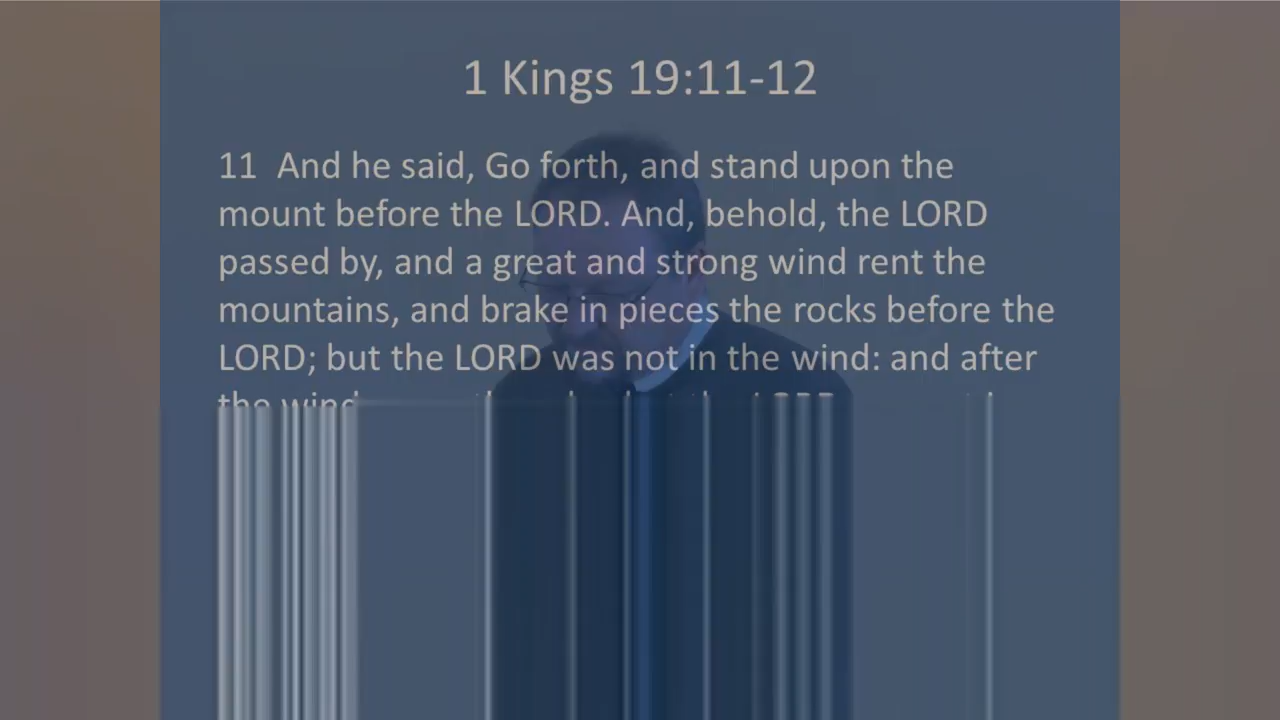 1 Kings 19:11-12
11 And he said, Go forth, and stand upon the
mount before the LORD. And, behold, the LORD
passed by, and a great and strong wind rent the
mountains, and brake in pieces the rocks before the
LORD; but the LORD was not in the wind: and after
the wind